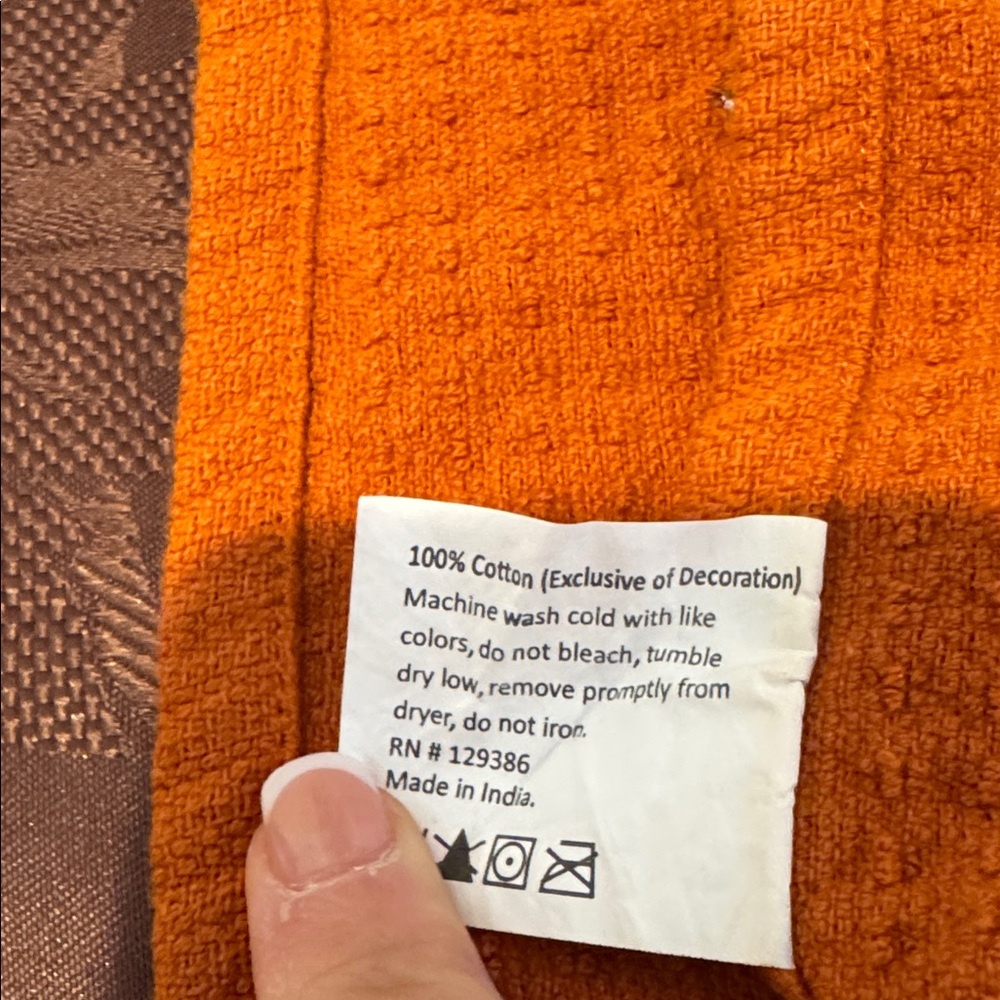 100% Cotton (Exclusive of Decoration)
Machine wash cold with like
colors, do not bleach, tumble
dry low, remove promptly from
dryer, do not iron.
RN # 129386
Made in India.